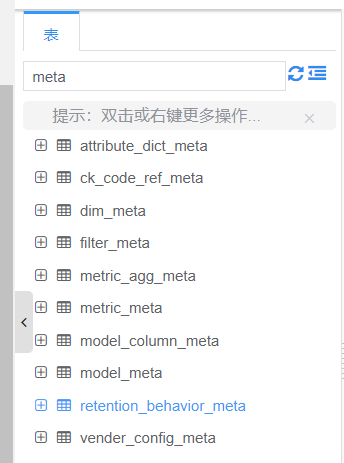 表
meta
提示：双击或右键更多操作...
attribute_dict_meta
ck_code_ref_meta
dim_meta
filter_meta
metric_agg_meta
metric_meta
model_column_meta
model_meta
retention_behavior_meta
vender_config_meta